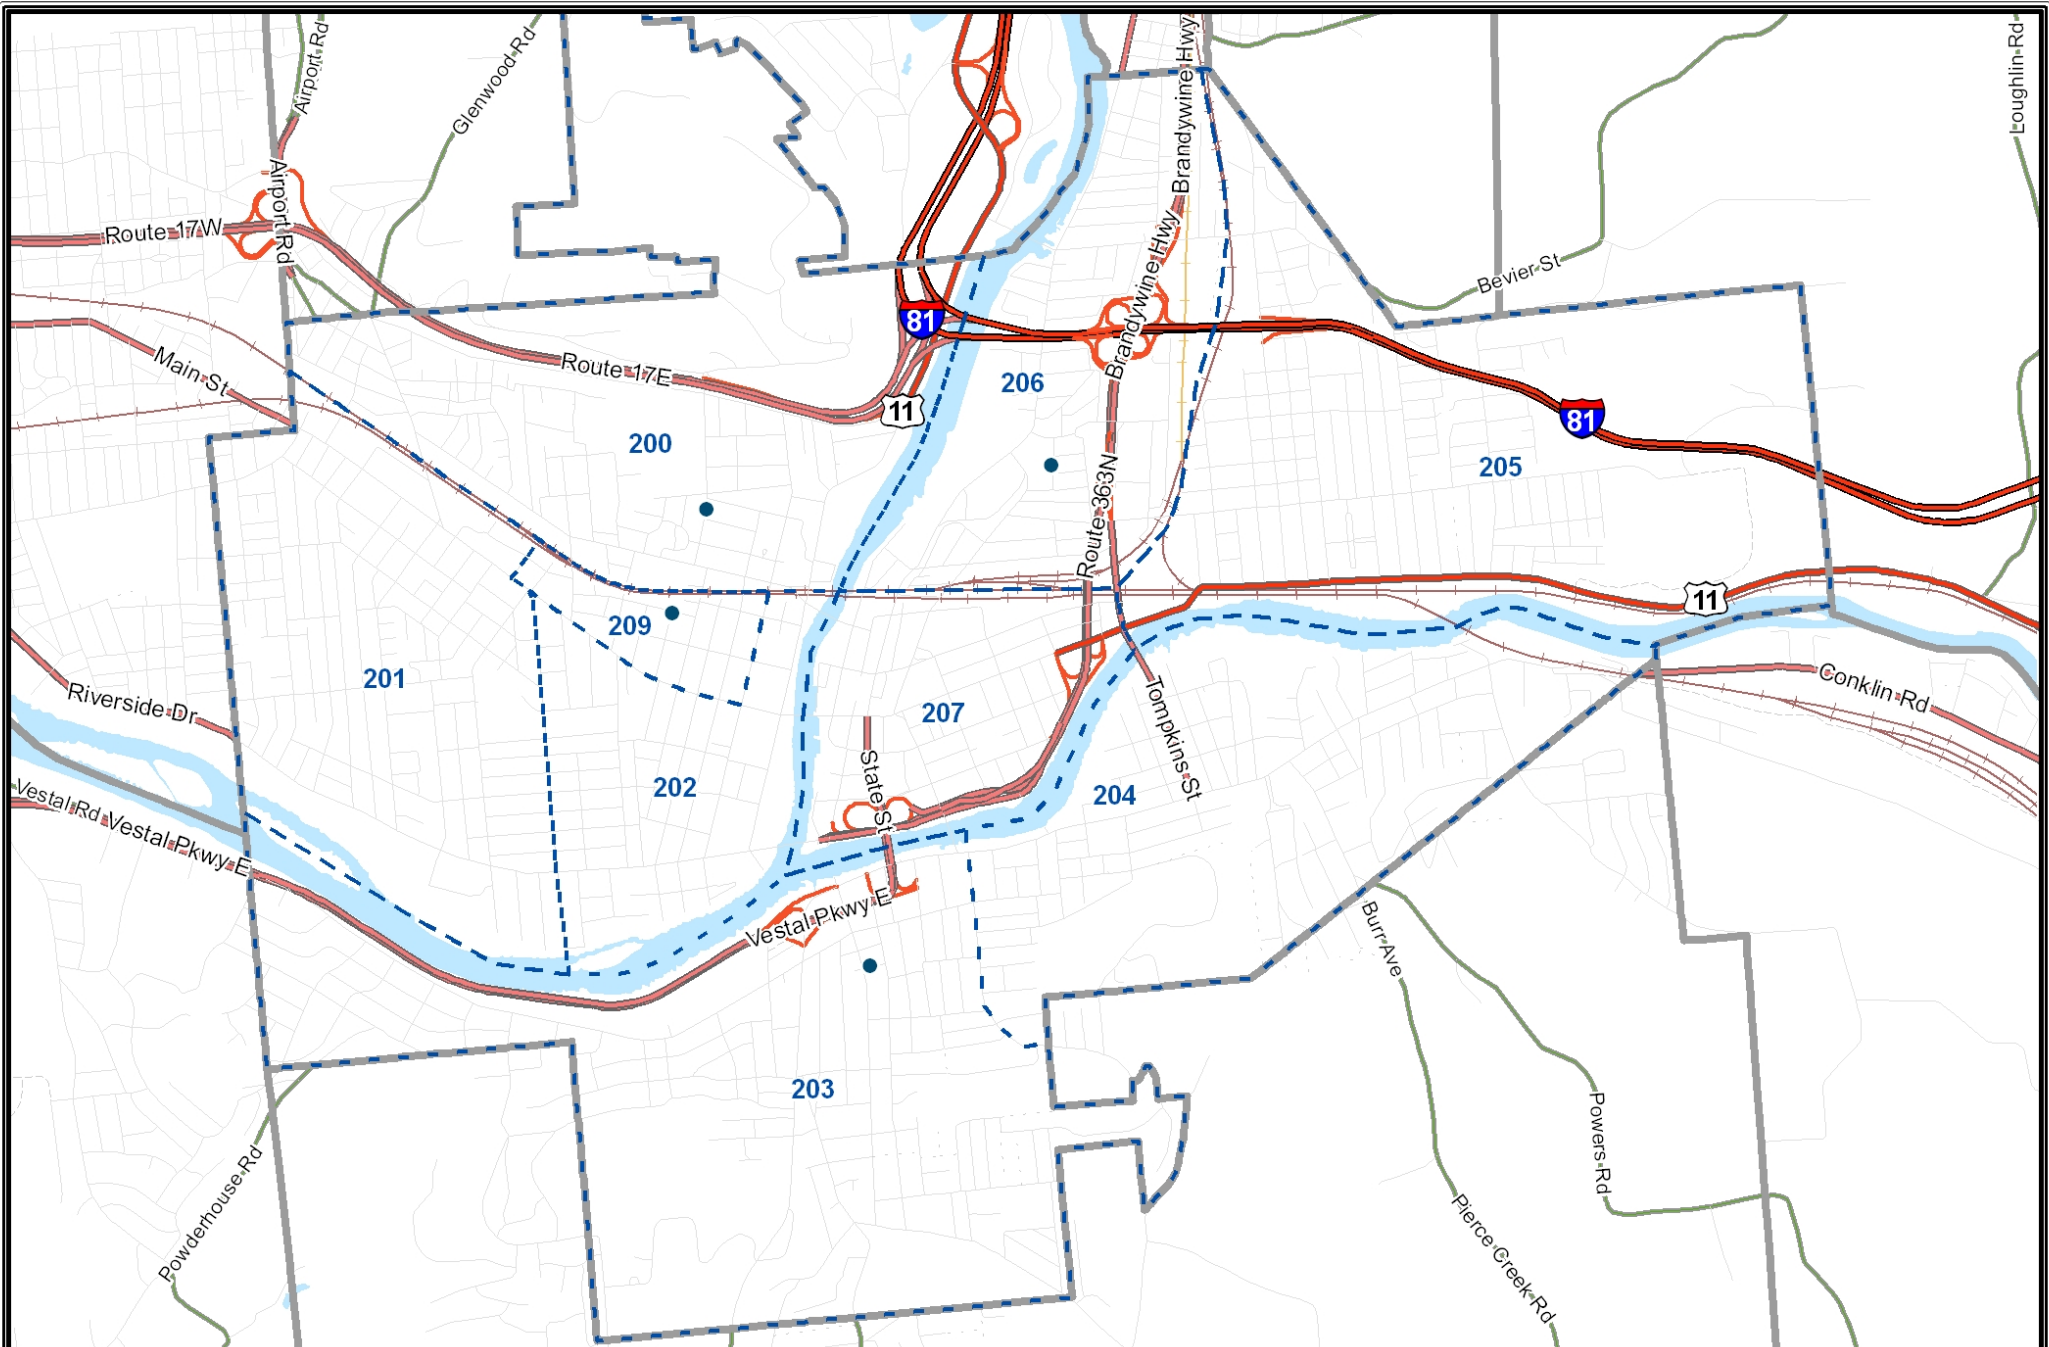 Airport Rd
Glenwood Rd
Brandywine Hwy
Loughlin Rd
Brandywine Hwy
Airport Rd
Route 17W
Brandywine Hwy
Bevier St
81
Brandywine Hwy
Main St
Route 17E
206
11
81
200
205
Route 363N
11
209
201
Riverside Dr
207
Conklin Rd
Tompkins St
State St
202
204
Vestal Rd
Vestal Pkwy E
Vestal Pkwy E
Burr Ave
203
Powers Rd
Powderhouse Rd
Pierce Creek Rd